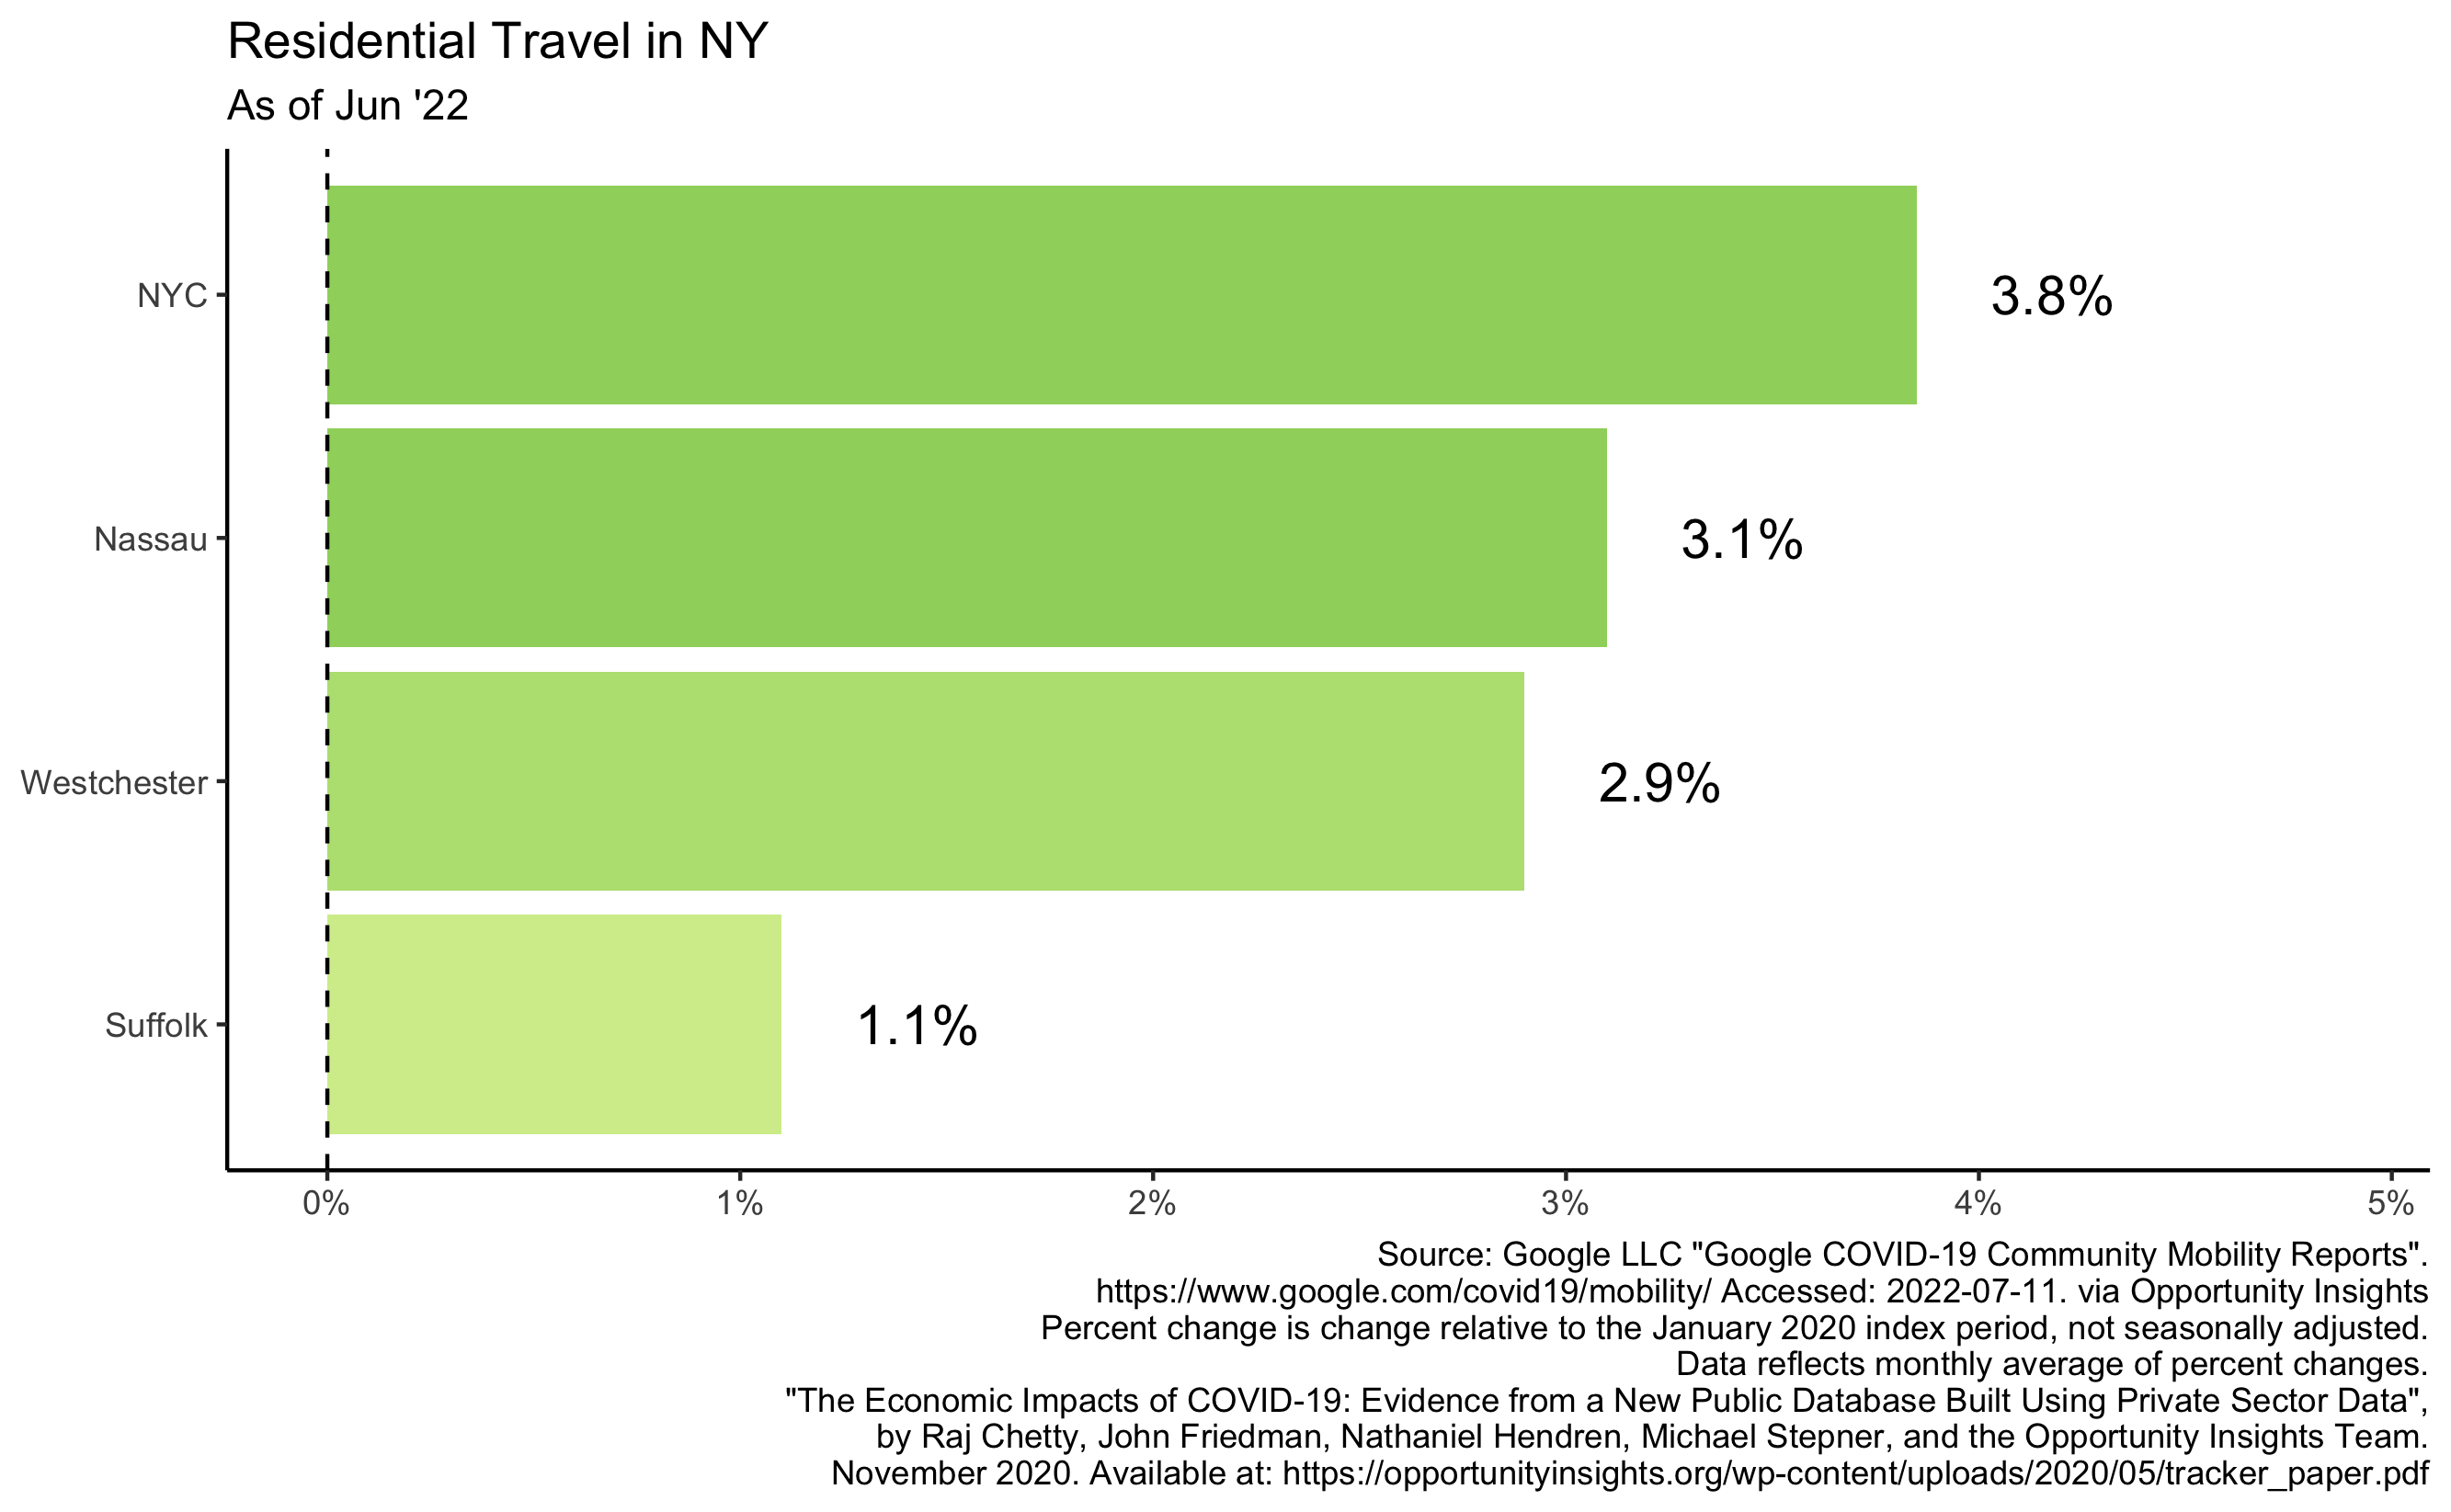 Residential Travel in NY
As of Jun '22
NYC
3.8%
Nassau
3.1%
Westchester
2.9%
Suffolk
1.1%
0% 1% 2% 3% 4% 5%
Source: Google LLC "Google COVID-19 Community Mobility Reports".
https://www.google.com/covid19/mobility/ Accessed: 2022-07-11. via Opportunity Insights
Percent change is change relative to the January 2020 index period, not seasonally adjusted.
Data reflects monthly average of percent changes.
"The Economic Impacts of COVID-19: Evidence from a New Public Database Built Using Private Sector Data",
by Raj Chetty, John Friedman, Nathaniel Hendren, Michael Stepner, and the Opportunity Insights Team.
November 2020. Available at: https://opportunityinsights.org/wp-content/uploads/2020/05/tracker_paper.pdf